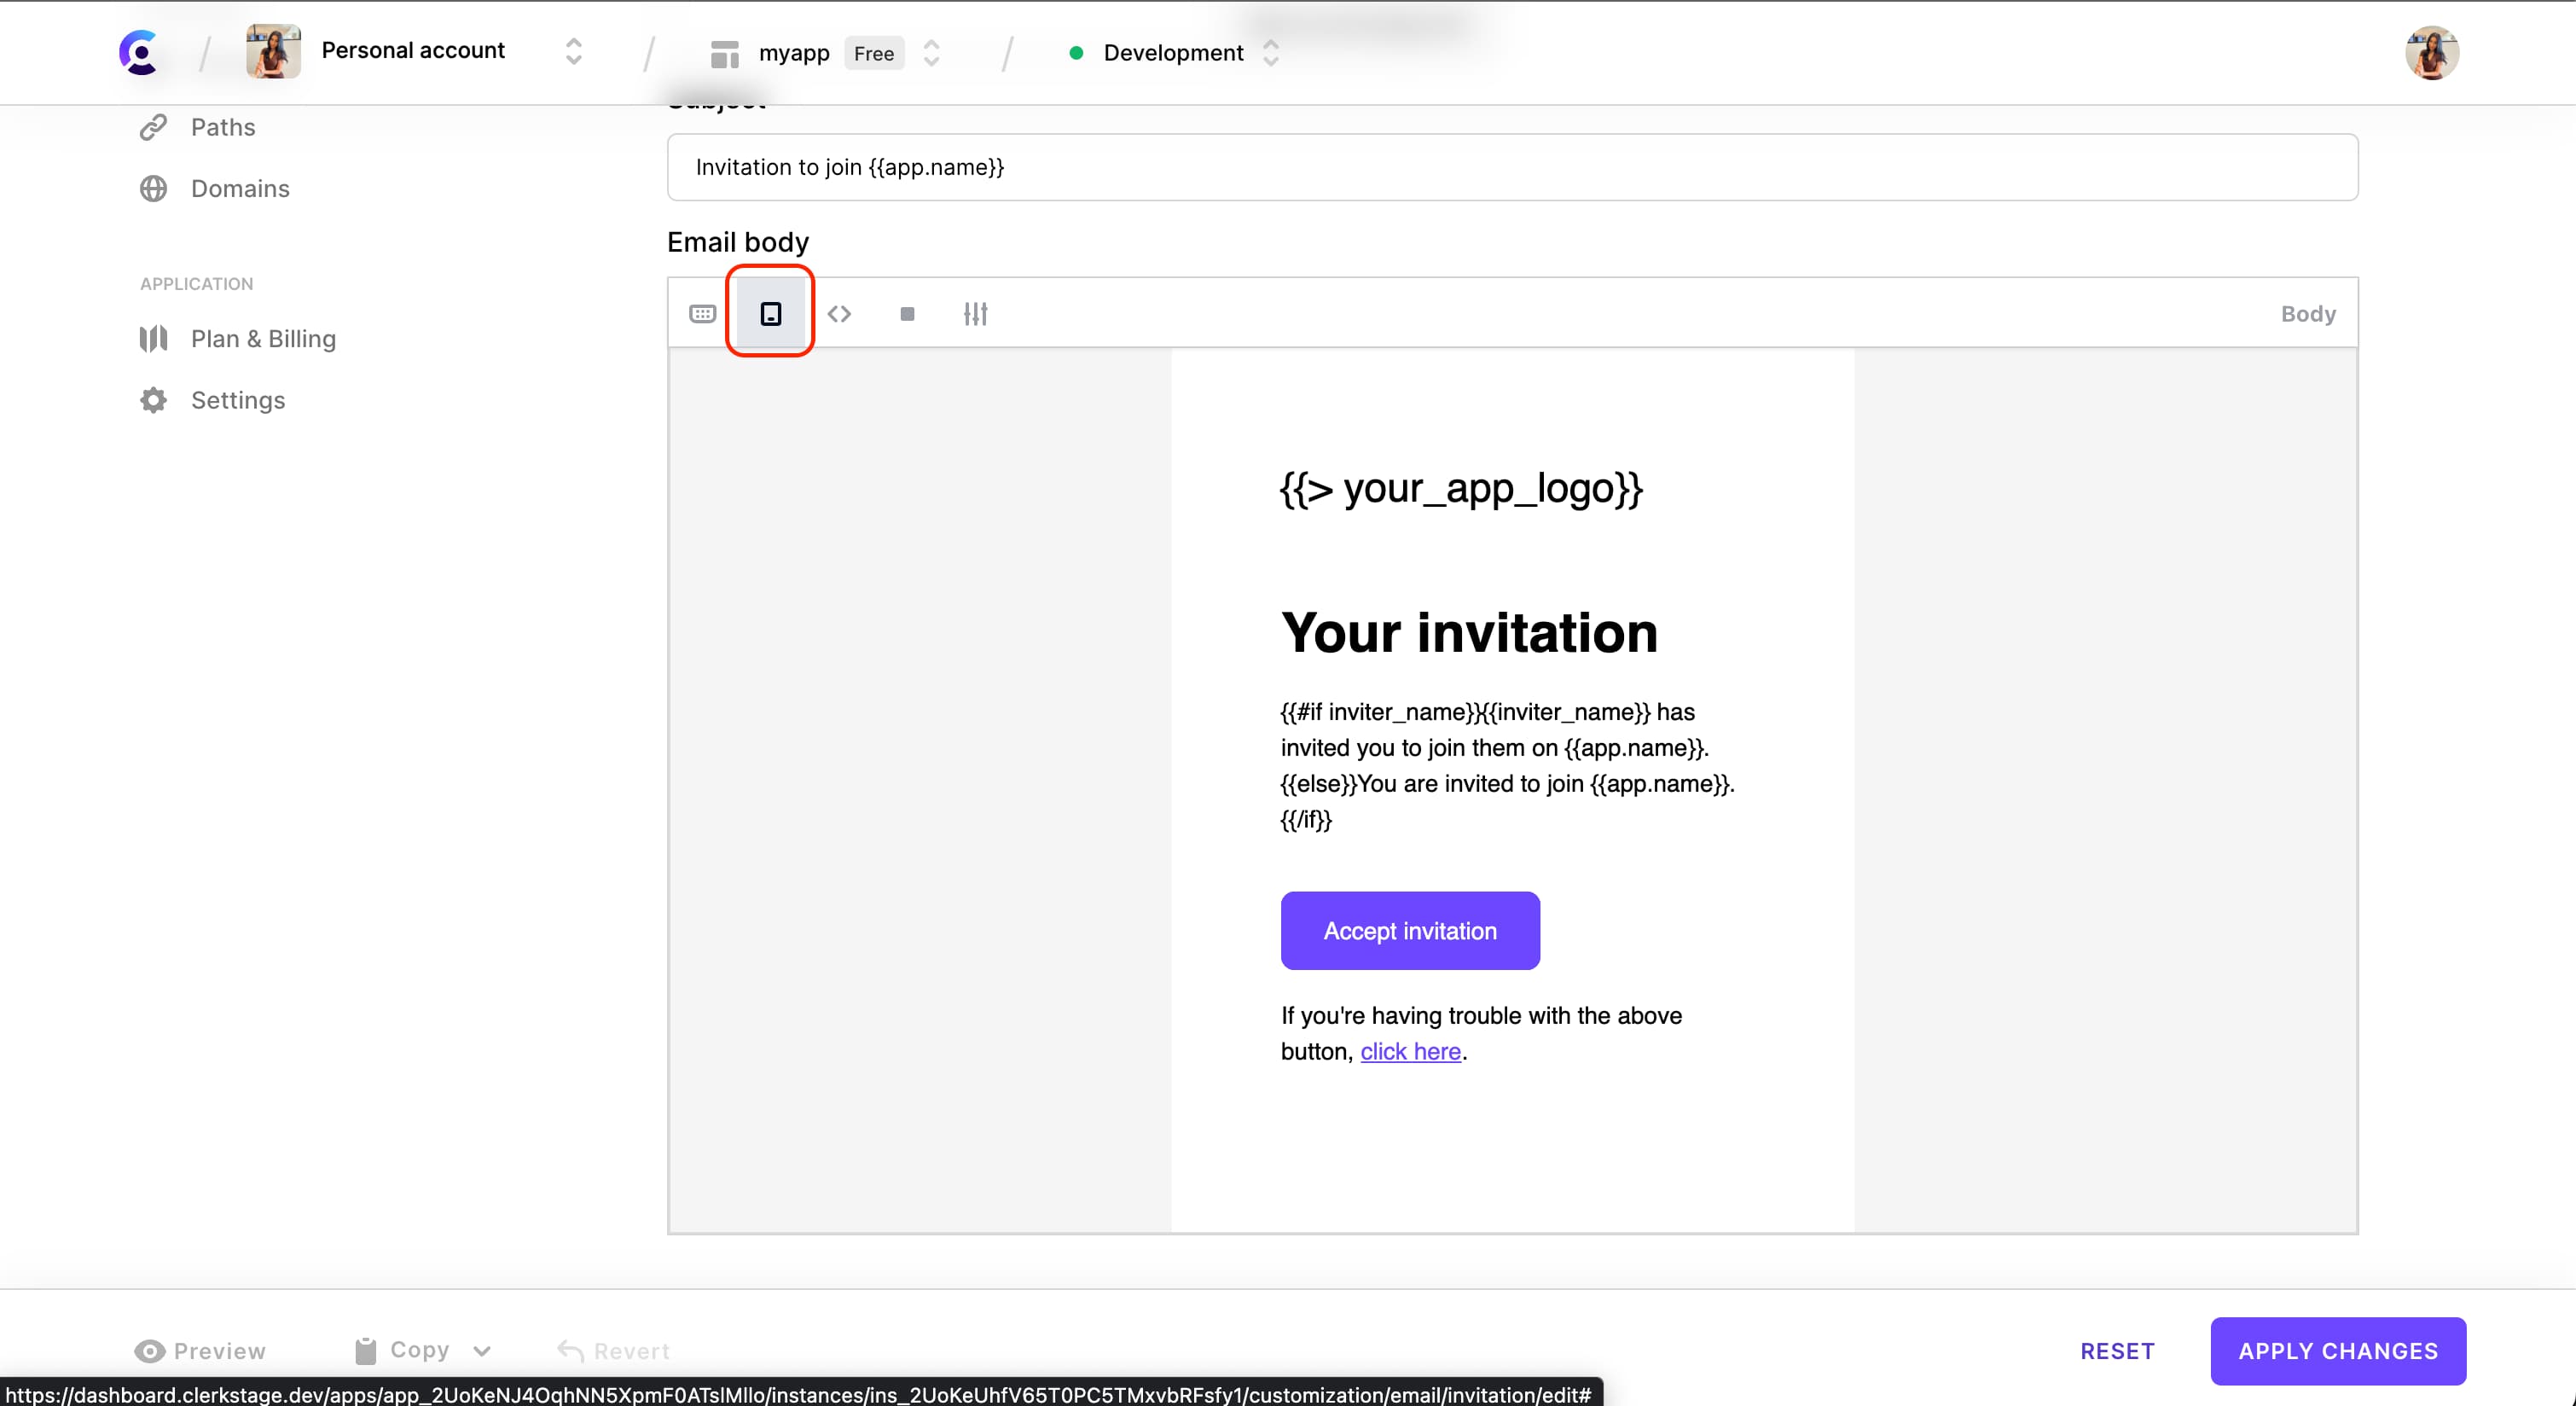 Personal account
myapp
Free
Development
Subject
Paths
Invitation to join {{app.name}}
Domains
Email body
APPLICATION
Body
Plan & Billing
Settings
{{> your_app_logo}}
Your invitation
{{#if inviter_name}}{{inviter_name}} has
invited you to join them on {{app.name}}.
{{else}}You are invited to join {{app.name}}.
{{/if}}
Accept invitation
If you're having trouble with the above
button, click here.
Preview
Copy
Revert
RESET
APPLY CHANGES
https://dashboard.clerkstage.dev/apps/app_2UoKeNJ4OqhNN5XpmF0ATslMllo/instances/ins_2UoKeUhfV65T0PC5TMxvbRFsfy1/customization/email/invitation/edit#